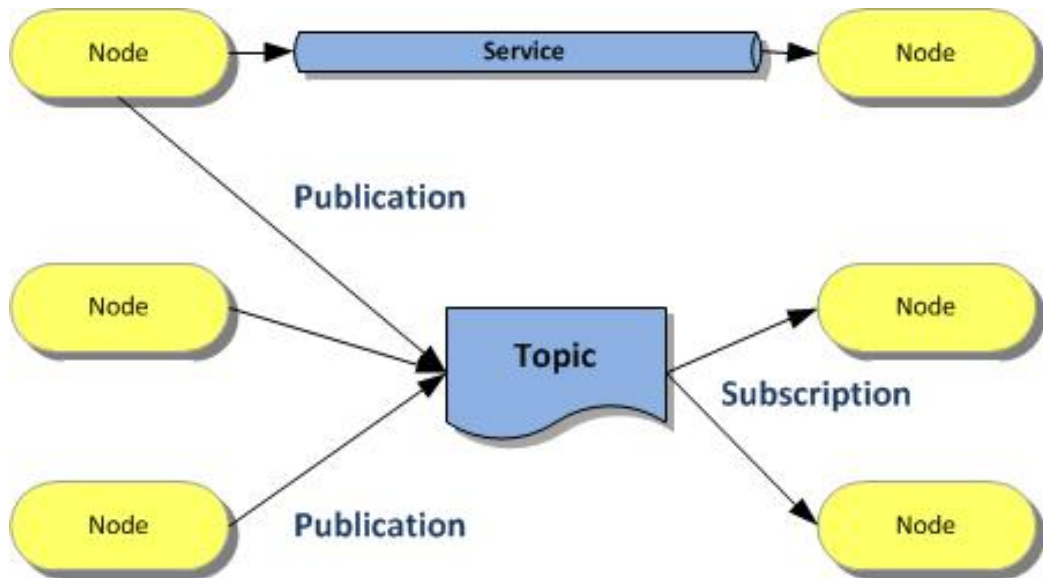 Node
Service
Node
Publication
Node
Topic
Node
Subscription
Node
Publication
Node